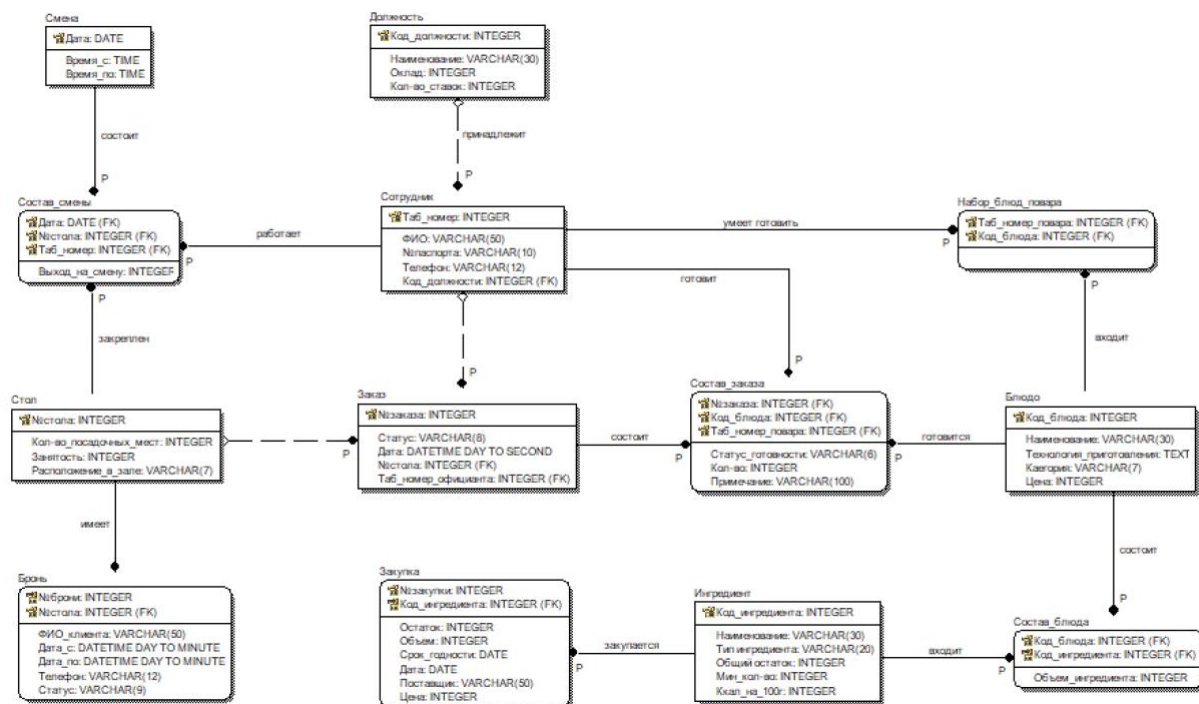 Смена
Дата: DATE
Время_с: TIME
Время_по: TIME
состоит
P
Должность
Код_должности: INTEGER
Наименование: VARCHAR(30)
Оклад: INTEGER
Кол-во_ставок: INTEGER
принадлежит
P
Состав_смены
Дата: DATE (FK)
№стола: INTEGER (FK)
Таб_номер: INTEGER (FK)
Выход_на_смену: INTEGER
P
работает
P
Сотрудник
Таб_номер: INTEGER
ФИО: VARCHAR(50)
№паспорта: VARCHAR(10)
Телефон: VARCHAR(12)
Код_должности: INTEGER (FK)
умеет готовить
P
готовит
P
Набор_блюд_повара
Таб_номер_повара: INTEGER (FK)
Код_блюда: INTEGER (FK)
P
входит
закреплен
P
Стол
№стола: INTEGER
Кол-во_посадочных_мест: INTEGER
Занятость: INTEGER
Расположение_в_зале: VARCHAR(7)
P
Заказ
№заказа: INTEGER
Статус: VARCHAR(8)
Дата: DATETIME DAY TO SECOND
№стола: INTEGER (FK)
Таб_номер_официанта: INTEGER (FK)
состоит
P
Состав_заказа
№заказа: INTEGER (FK)
Код_блюда: INTEGER (FK)
Таб_номер_повара: INTEGER (FK)
Статус_готовности: VARCHAR(6)
Кол-во: INTEGER
Примечание: VARCHAR(100)
готовится
P
Блюдо
Код_блюда: INTEGER
Наименование: VARCHAR(30)
Технология_приготовления: TEXT
Каегория: VARCHAR(7)
Цена: INTEGER
имеет
P
состоит
P
Бронь
№брони: INTEGER
№стола: INTEGER (FK)
ФИО_клиента: VARCHAR(50)
Дата_с: DATETIME DAY TO MINUTE
Дата_по: DATETIME DAY TO MINUTE
Телефон: VARCHAR(12)
Статус: VARCHAR(9)
Закупка
№закупки: INTEGER
Код_ингредиента: INTEGER (FK)
Остаток: INTEGER
Объем: INTEGER
Срок_годности: DATE
Дата: DATE
Поставщик: VARCHAR(50)
Цена: INTEGER
закупается
P
Ингредиент
Код_ингредиента: INTEGER
Наименование: VARCHAR(30)
Тип ингредиента: VARCHAR(20)
Общий остаток: INTEGER
Мин_кол-во: INTEGER
Ккал_на_100г: INTEGER
входит
P
Состав_блюда
Код_блюда: INTEGER (FK)
Код_ингредиента: INTEGER (FK)
Объем_ингредиента: INTEGER